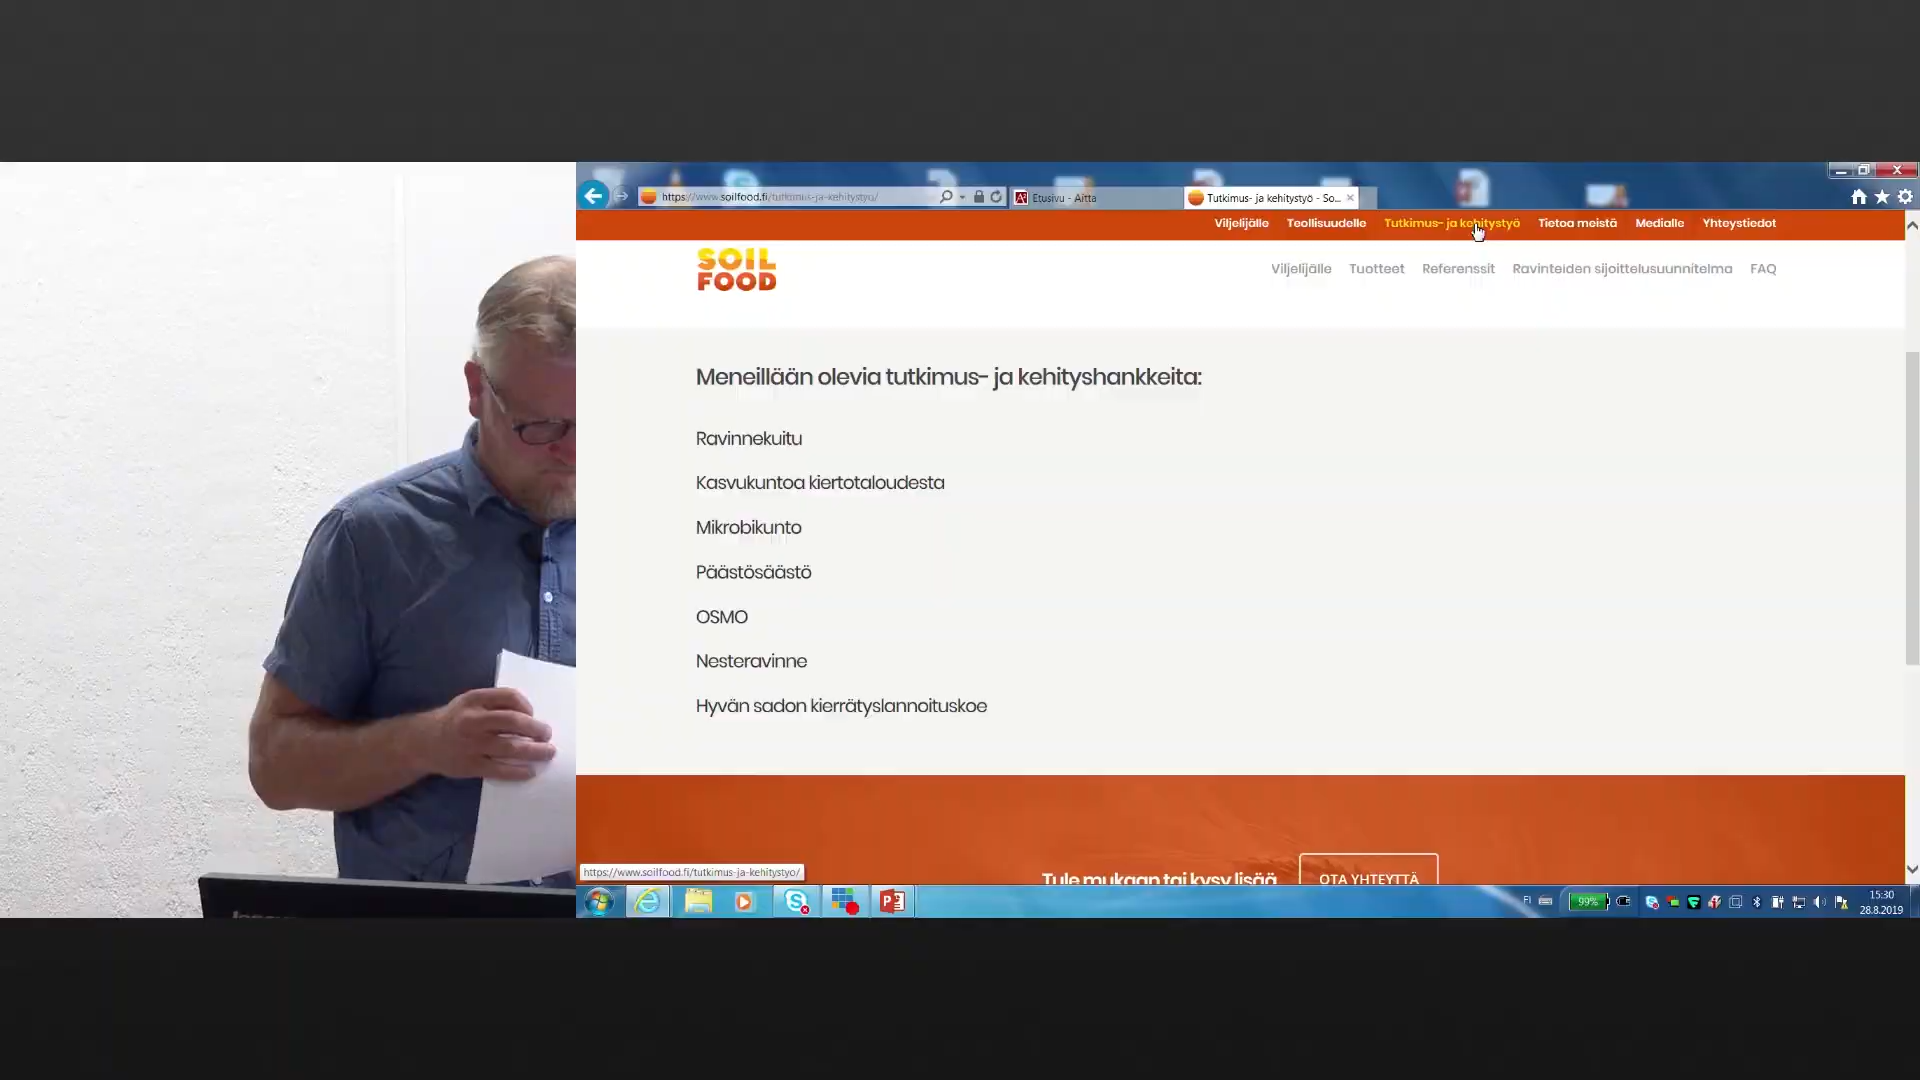 https://www.soilfood.fi/tutkimus-ja-kehitystyo/
Etusivu - Aitta
Tutkimus- ja kehitystyö - So...
Viljelijälle Teollisuudelle Tutkimus- ja kehitystyö Tietoa meistä Medialle Yhteystiedot
SOIL
FOOD
Viljelijälle Tuotteet Referenssit Ravinteiden sijoittelusuunnitelma FAQ
Meneillään olevia tutkimus- ja kehityshankkeita:
Ravinnekuitu
Kasvukuntoa kiertotaloudesta
Mikrobikunto
Päästösäästö
OSMO
Nesteravinne
Hyvän sadon kierrätyslannoituskoe
Tule mukaan tai kysy lisää
OTA YHTEYTTÄ
https://www.soilfood.fi/tutkimus-ja-kehitystyo/
FI
99%
15:30
28.8.2019